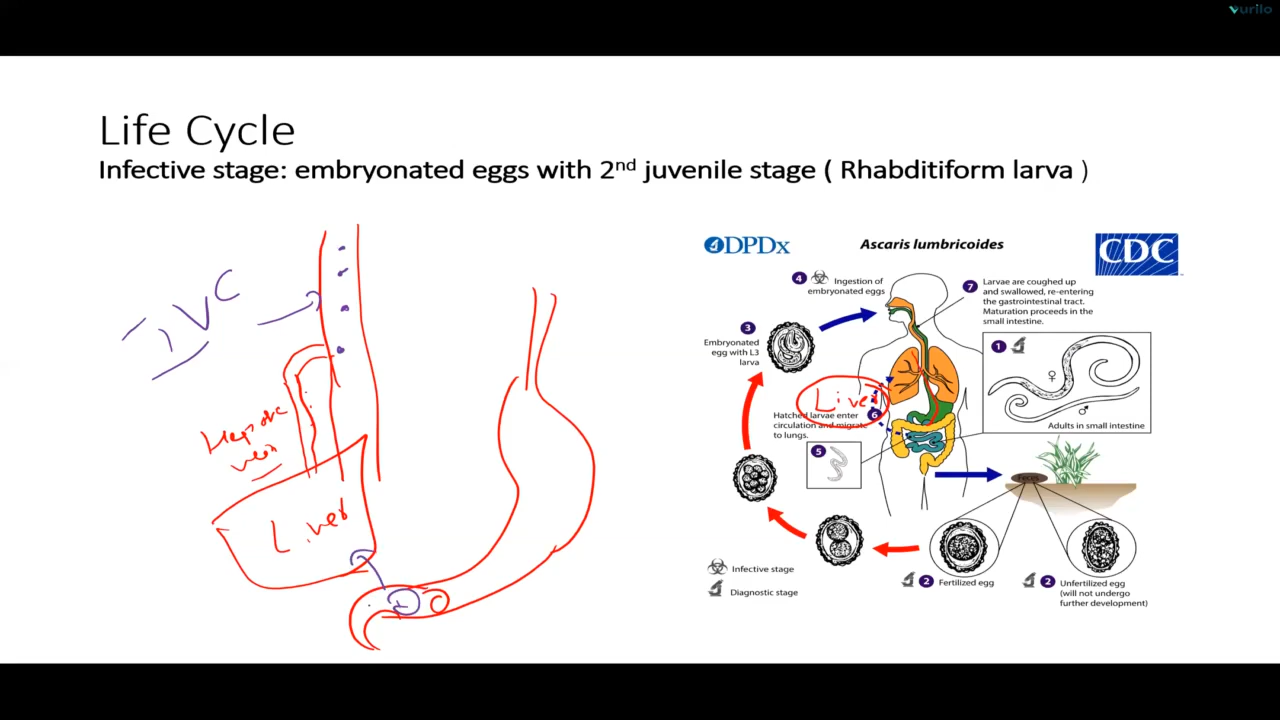 vurilo
Life Cycle
Infective stage: embryonated eggs with 2nd juvenile stage ( Rhabditiform larva )
IVC
Hepatic
vein
Liver
DPDx
Ascaris lumbricoides
CDC
4
Ingestion of
embryonated eggs
7
Larvae are coughed up
and swallowed, re-entering
the gastrointestinal tract.
Maturation proceeds in the
small intestine.
3
Embryonated
egg with L3
larva
1
♀
♂
Adults in small intestine
Liver
6
Hatched larvae enter
circulation and migrate
to lungs.
5
Feces
2 Fertilized egg
2 Unfertilized egg
(will not undergo
further development)
Infective stage
Diagnostic stage